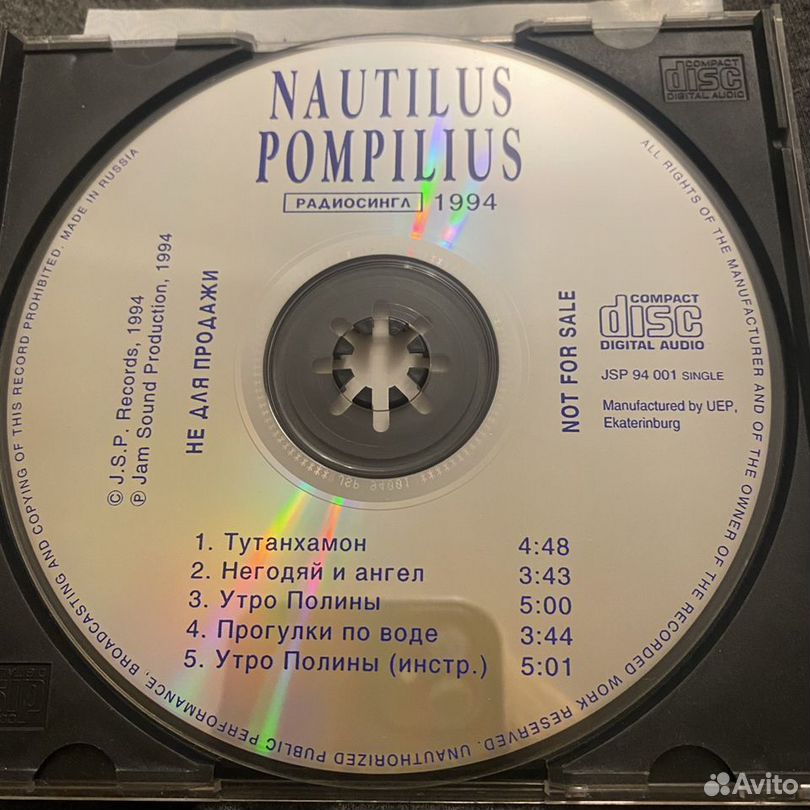 NAUTILUS
POMPILIUS
РАДИОСИНГЛ 1994
НЕ ДЛЯ ПРОДАЖИ
NOT FOR SALE
© J.S.P. Records, 1994
℗ Jam Sound Production, 1994
COMPACT
disc
DIGITAL AUDIO
JSP 94 001 SINGLE
Manufactured by UEP,
Ekaterinburg
1. Тутанхамон 4:48
2. Негодяй и ангел 3:43
3. Утро Полины 5:00
4. Прогулки по воде 3:44
5. Утро Полины (инстр.) 5:01
ALL RIGHTS OF THE MANUFACTURER AND OF THE OWNER OF THE RECORDED WORK RESERVED. UNAUTHORIZED PUBLIC PERFORMANCE, BROADCASTING AND COPYING OF THIS RECORD PROHIBITED. MADE IN RUSSIA
COMPACT
disc
DIGITAL AUDIO
Avito